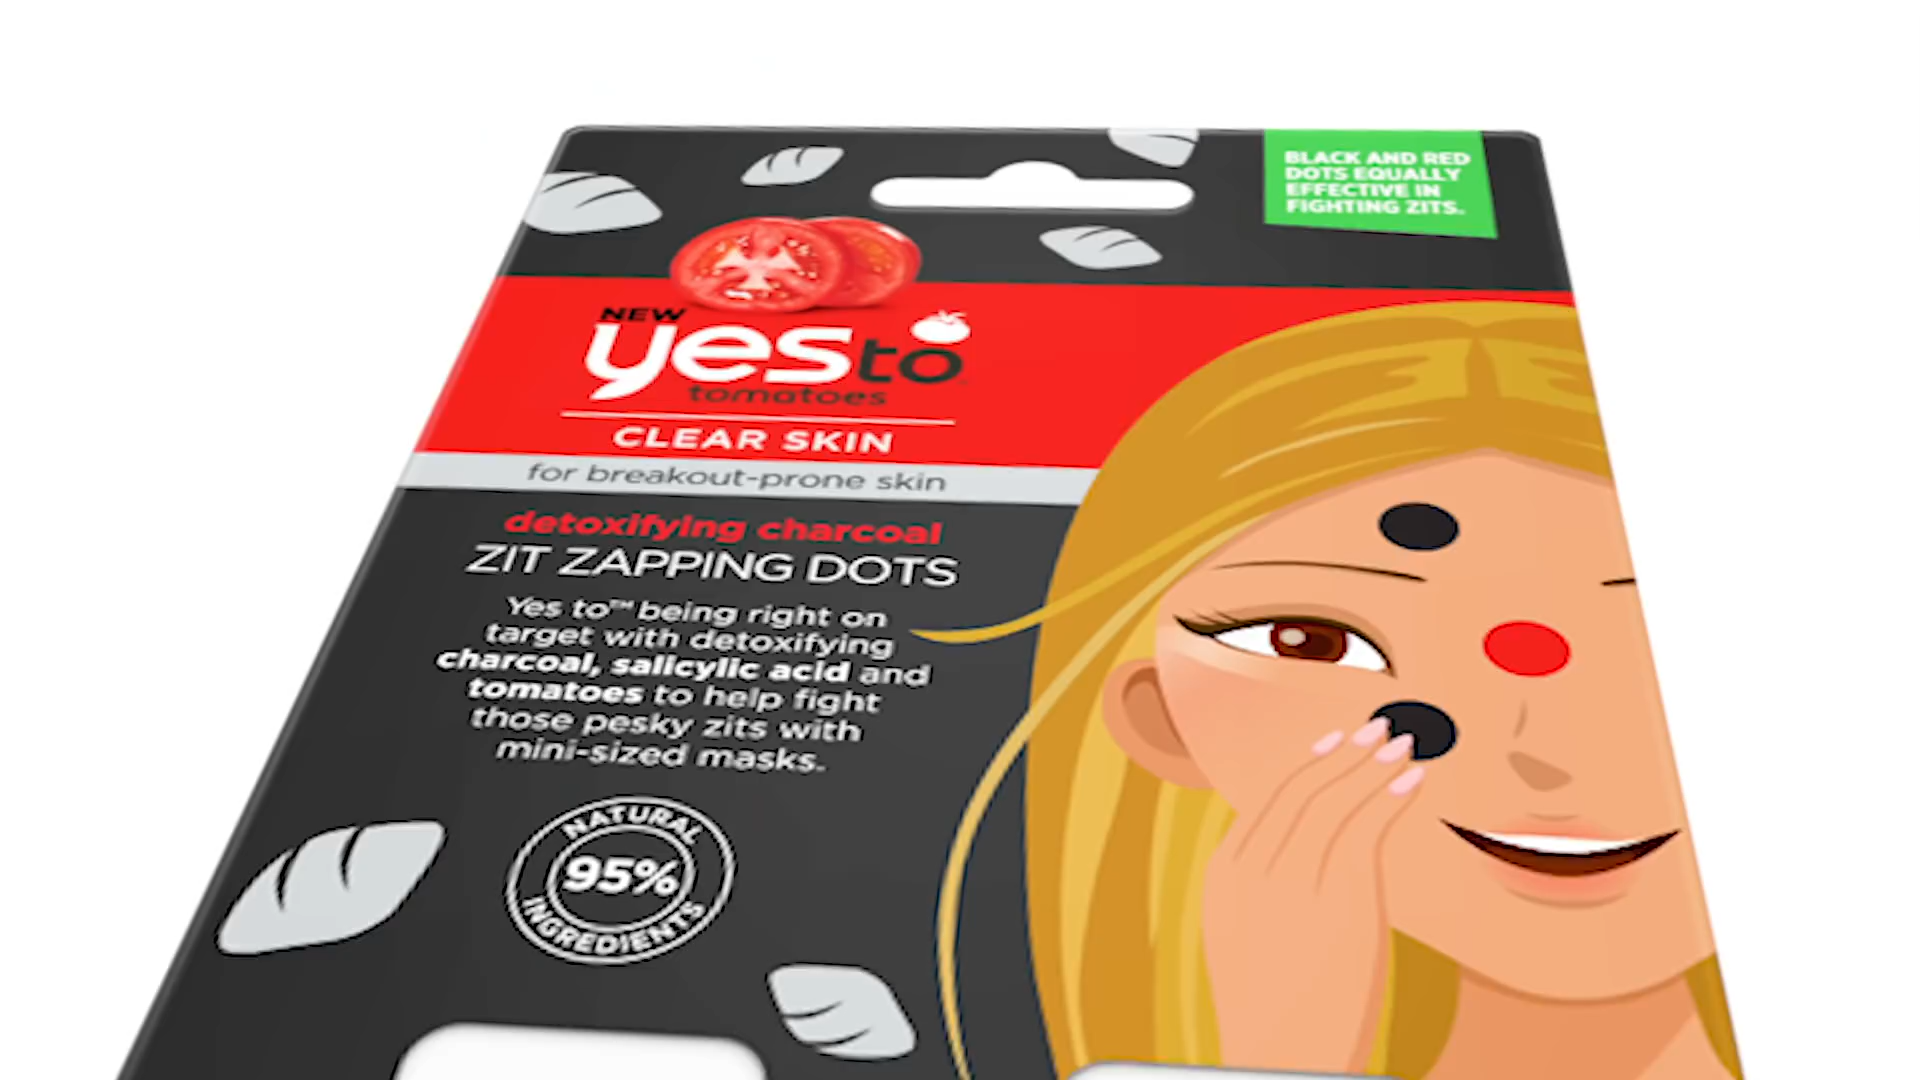 BLACK AND RED
DOTS EQUALLY
EFFECTIVE IN
FIGHTING ZITS.
NEW
yes to
tomatoes
CLEAR SKIN
for breakout-prone skin
detoxifying charcoal
ZIT ZAPPING DOTS
Yes to™ being right on
target with detoxifying
charcoal, salicylic acid and
tomatoes to help fight
those pesky zits with
mini-sized masks.
NATURAL
95%
INGREDIENTS